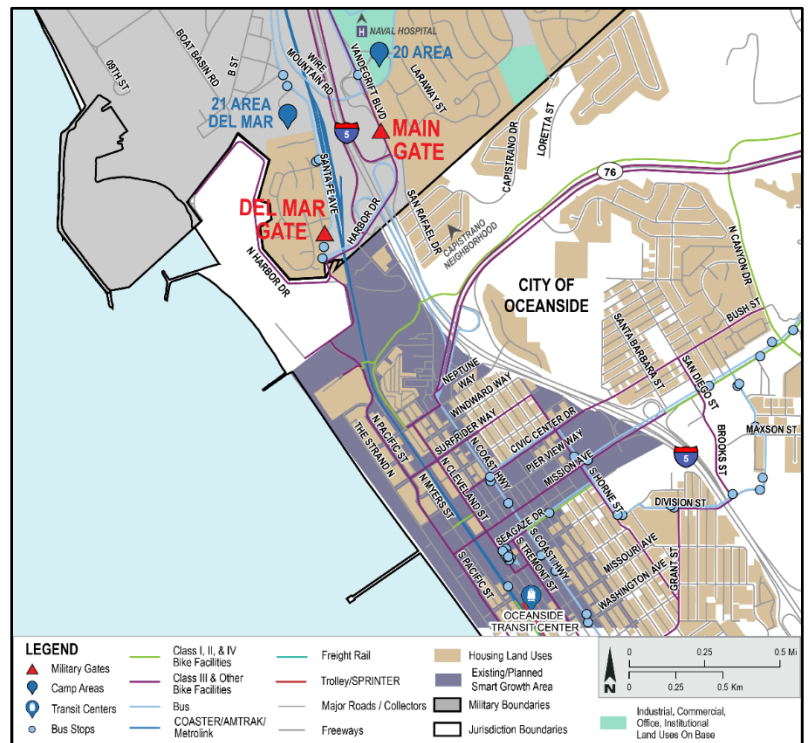 H NAVAL HOSPITAL
BOAT BASIN RD
09TH ST
B ST
WIRE
MOUNTAIN RD
VANDEGRIFT BLVD
20 AREA
LARAWAY ST
21 AREA
DEL MAR
5
MAIN
GATE
CAPISTRANO DR
LORETTA ST
76
SANTA FE AVE
SAN RAFAEL DR
DEL MAR
GATE
HARBOR DR
CAPISTRANO
NEIGHBORHOOD
N HARBOR DR
N CANYON DR
CITY OF
OCEANSIDE
BUSH ST
SANTA BARBARA ST
NEPTUNE
WAY
WINDWARD WAY
SAN DIEGO ST
SURFRIDER WAY
CIVIC CENTER DR
N PACIFIC ST
THE STRAND N
N COAST HWY
PIER VIEW WAY
MISSION AVE
MAXSON ST
BROOKS ST
5
N CLEVELAND ST
N MYERS ST
S HORNE ST
DIVISION ST
SEAGAZE DR
S PACIFIC ST
S TREMONT ST
S COAST HWY
MISSOURI AVE
WASHINGTON AVE
GRANT ST
OCEANSIDE
TRANSIT CENTER
LEGEND
Military Gates
Camp Areas
Transit Centers
Bus Stops
Class I, II, & IV
Bike Facilities
Class III & Other
Bike Facilities
Bus
COASTER/AMTRAK/
Metrolink
Freight Rail
Trolley/SPRINTER
Major Roads / Collectors
Freeways
Housing Land Uses
Existing/Planned
Smart Growth Area
Military Boundaries
Jurisdiction Boundaries
N
0 0.25 0.5 Mi
0 0.25 0.5 Km
Industrial, Commercial,
Office, Institutional
Land Uses On Base